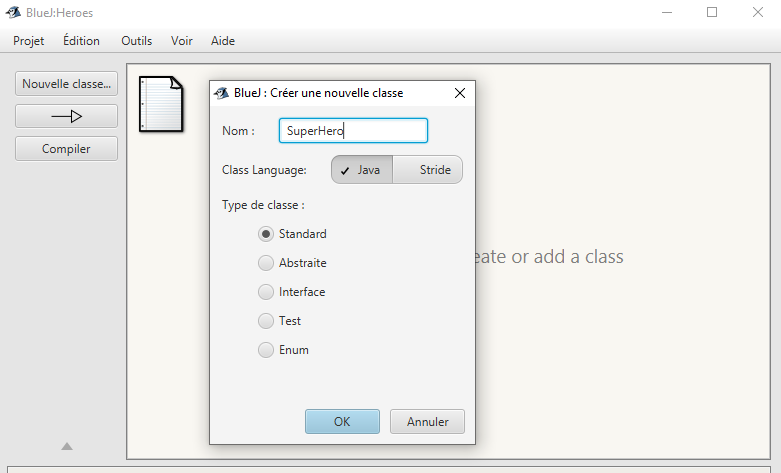 BlueJ:Heroes
Projet Édition Outils Voir Aide
Nouvelle classe...
Compiler
BlueJ : Créer une nouvelle classe
Nom : SuperHero
Class Language: Java Stride
Type de classe :
Standard
Abstraite
Interface
Test
Enum
OK Annuler
or add a class